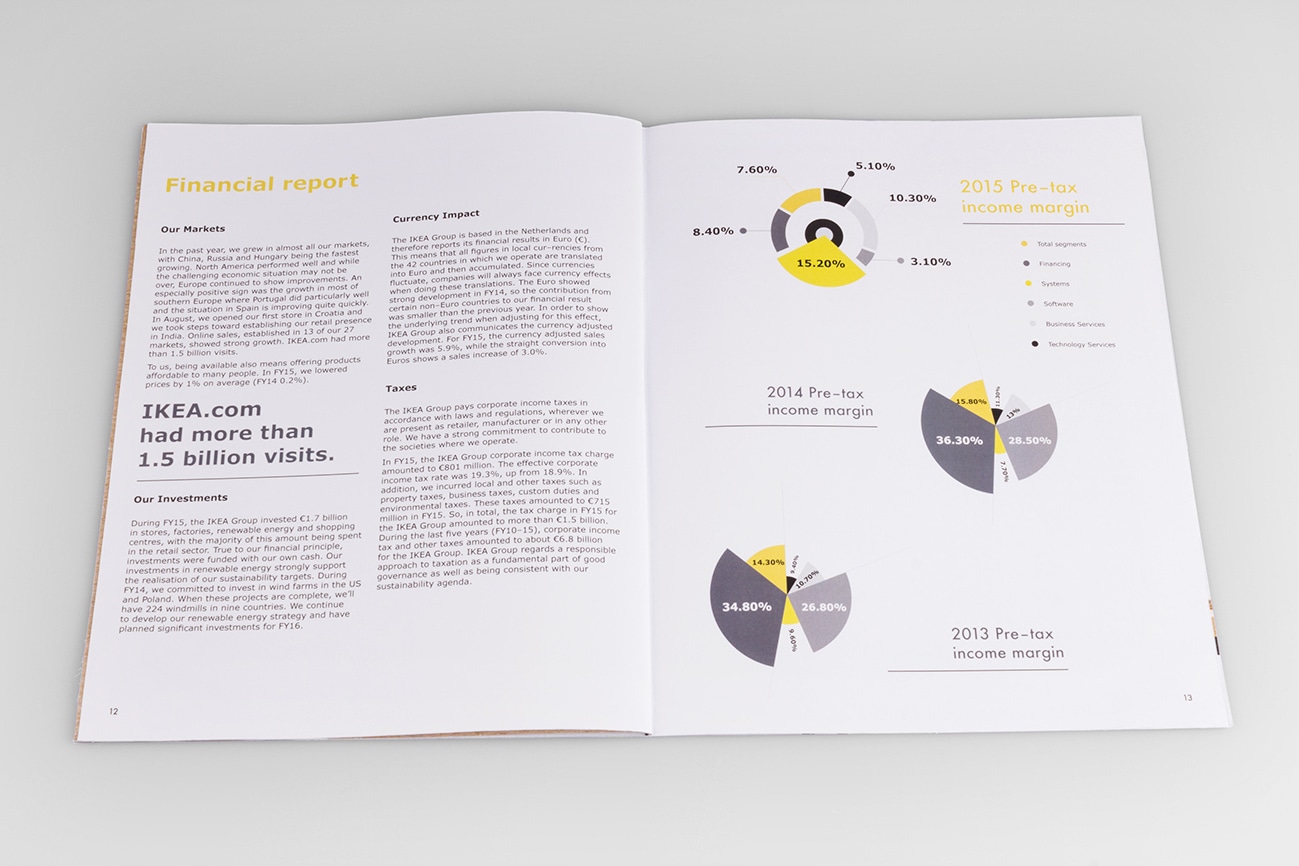 Financial report
Our Markets
In the past year, we grew in almost all our markets,
with China, Russia and Hungary being the fastest
growing. North America performed well and while
the challenging economic situation may not be
over, Europe continued to show improvements. An
especially positive sign was the growth in most of
southern Europe where Portugal did particularly well
and the situation in Spain is improving quite quickly.
In August, we opened our first store in Croatia and
we took steps toward establishing our retail presence
in India. Online sales, established in 13 of our 27
markets, showed strong growth. IKEA.com had more
than 1.5 billion visits.
To us, being available also means offering products
affordable to many people. In FY15, we lowered
prices by 1% on average (FY14 0.2%).
IKEA.com
had more than
1.5 billion visits.
Our Investments
During FY15, the IKEA Group invested €1.7 billion
in stores, factories, renewable energy and shopping
centres, with the majority of this amount being spent
in the retail sector. True to our financial principle,
investments were funded with our own cash. Our
investments in renewable energy strongly support
the realisation of our sustainability targets. During
FY14, we committed to invest in wind farms in the US
and Poland. When these projects are complete, we'll
have 224 windmills in nine countries. We continue
to develop our renewable energy strategy and have
planned significant investments for FY16.
12
Currency Impact
The IKEA Group is based in the Netherlands and
therefore reports its financial results in Euro (€).
This means that all figures in local cur-rencies from
the 42 countries in which we operate are translated
into Euro and then accumulated. Since currencies
fluctuate, companies will always face currency effects
when doing these translations. The Euro showed
strong development in FY14, so the contribution from
certain non-Euro countries to our financial result
was smaller than the previous year. In order to show
the underlying trend when adjusting for this effect,
IKEA Group also communicates the currency adjusted
development. For FY15, the currency adjusted sales
growth was 5.9%, while the straight conversion into
Euros shows a sales increase of 3.0%.
Taxes
The IKEA Group pays corporate income taxes in
accordance with laws and regulations, wherever we
are present as retailer, manufacturer or in any other
role. We have a strong commitment to contribute to
the societies where we operate.
In FY15, the IKEA Group corporate income tax charge
amounted to €801 million. The effective corporate
income tax rate was 19.3%, up from 18.9%. In
addition, we incurred local and other taxes such as
property taxes, business taxes, custom duties and
environmental taxes. These taxes amounted to €715
million in FY15. So, in total, the tax charge in FY15 for
the IKEA Group amounted to more than €1.5 billion.
During the last five years (FY10-15), corporate income
tax and other taxes amounted to about €6.8 billion
for the IKEA Group. IKEA Group regards a responsible
approach to taxation as a fundamental part of good
governance as well as being consistent with our
sustainability agenda.
7.60%
5.10%
10.30%
8.40%
3.10%
15.20%
2015 Pre-tax
income margin
Total segments
Financing
Systems
Software
Business Services
Technology Services
2014 Pre-tax
income margin
15.80%
11.30%
13%
36.30%
28.50%
7.70%
14.30%
9.40%
10.70%
34.80%
26.80%
9.60%
2013 Pre-tax
income margin
13